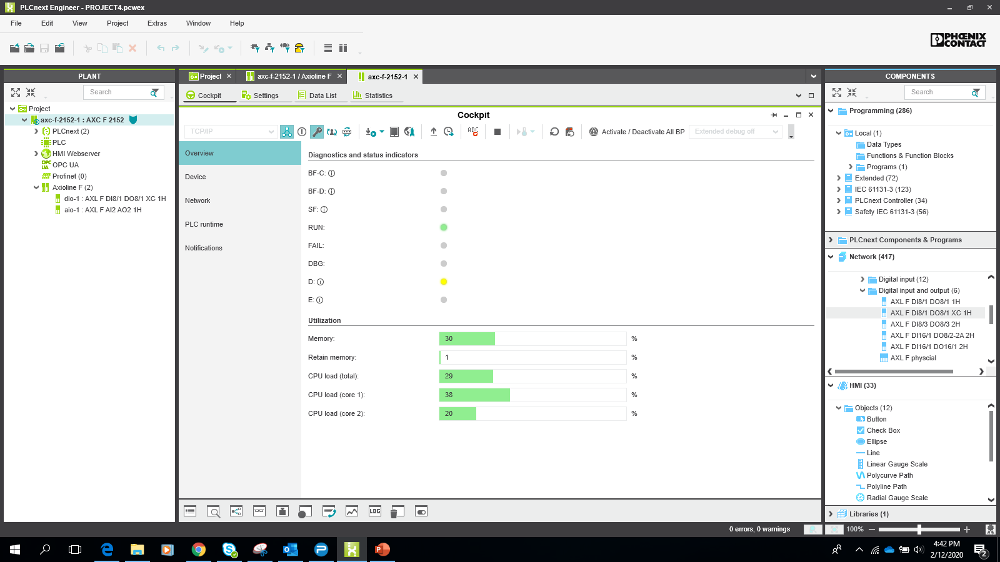 PLCnext Engineer - PROJECT4.pcwex
File Edit View Project Extras Window Help
PHŒNIX
CONTACT
PLANT
Search
Project
axc-f-2152-1 : AXC F 2152
PLCnext (2)
PLC
HMI Webserver
OPC
UA
OPC UA
Profinet (0)
Axioline F (2)
dio-1 : AXL F DI8/1 DO8/1 XC 1H
aio-1 : AXL F AI2 AO2 1H
Project
axc-f-2152-1 / Axioline F
axc-f-2152-1
Cockpit
Settings
Data List
Statistics
Cockpit
TCP/IP
ABC
Activate / Deactivate All BP
Extended debug off
Overview
Device
Network
PLC runtime
Notifications
Diagnostics and status indicators
BF-C:
BF-D:
SF:
RUN:
FAIL:
DBG:
D:
E:
Utilization
Memory: 30 %
Retain memory: 1 %
CPU load (total): 29 %
CPU load (core 1): 38 %
CPU load (core 2): 20 %
LOG
COMPONENTS
Search
Programming (286)
Local (1)
Data Types
Functions & Function Blocks
Programs (1)
Extended (72)
IEC 61131-3 (123)
PLCnext Controller (34)
Safety IEC 61131-3 (56)
PLCnext Components & Programs
Network (417)
Digital input (12)
Digital input and output (6)
AXL F DI8/1 DO8/1 1H
AXL F DI8/1 DO8/1 XC 1H
AXL F DI8/3 DO8/3 2H
AXL F DI16/1 DO8/2-2A 2H
AXL F DI16/1 DO16/1 2H
AXL F physcial
HMI (33)
Objects (12)
Button
Check Box
Ellipse
Line
Linear Gauge Scale
Polycurve Path
Polyline Path
Radial Gauge Scale
Libraries (1)
0 errors, 0 warnings
100%
4:42 PM
2/12/2020
2